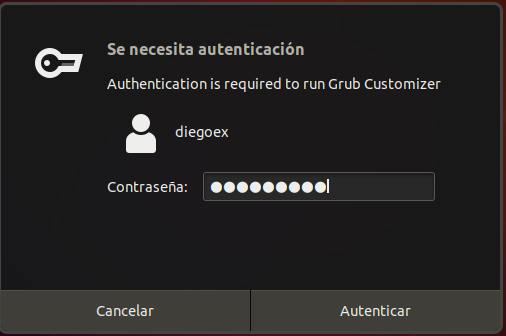 Se necesita autenticación
Authentication is required to run Grub Customizer
diegoex
Contraseña: ●●●●●●●●●
Cancelar
Autenticar